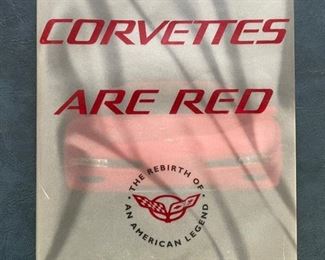 CORVETTES
ARE RED
THE REBIRTH OF
AN AMERICAN LEGEND